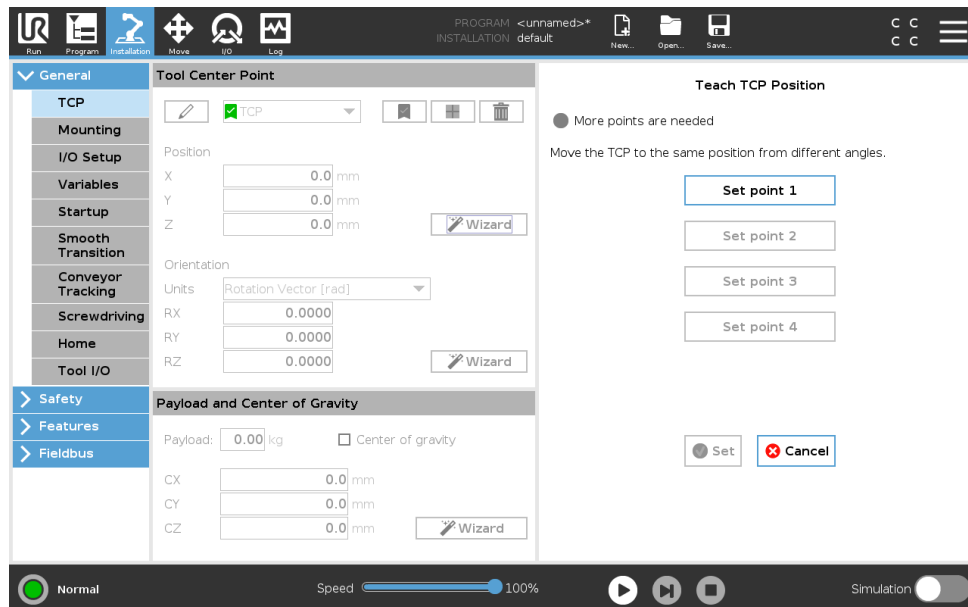 PROGRAM <unnamed>*
INSTALLATION default
UR
Run
Program
Installation
Move
I/O
Log
New...
Open...
Save...
C C
C C
General
TCP
Mounting
I/O Setup
Variables
Startup
Smooth
Transition
Conveyor
Tracking
Screwdriving
Home
Tool I/O
Safety
Features
Fieldbus
Tool Center Point
TCP
Position
X 0.0 mm
Y 0.0 mm
Z 0.0 mm Wizard
Orientation
Units Rotation Vector [rad]
RX 0.0000
RY 0.0000
RZ 0.0000 Wizard
Payload and Center of Gravity
Payload: 0.00 kg Center of gravity
CX 0.0 mm
CY 0.0 mm
CZ 0.0 mm Wizard
Teach TCP Position
More points are needed
Move the TCP to the same position from different angles.
Set point 1
Set point 2
Set point 3
Set point 4
Set Cancel
Normal Speed 100% Simulation